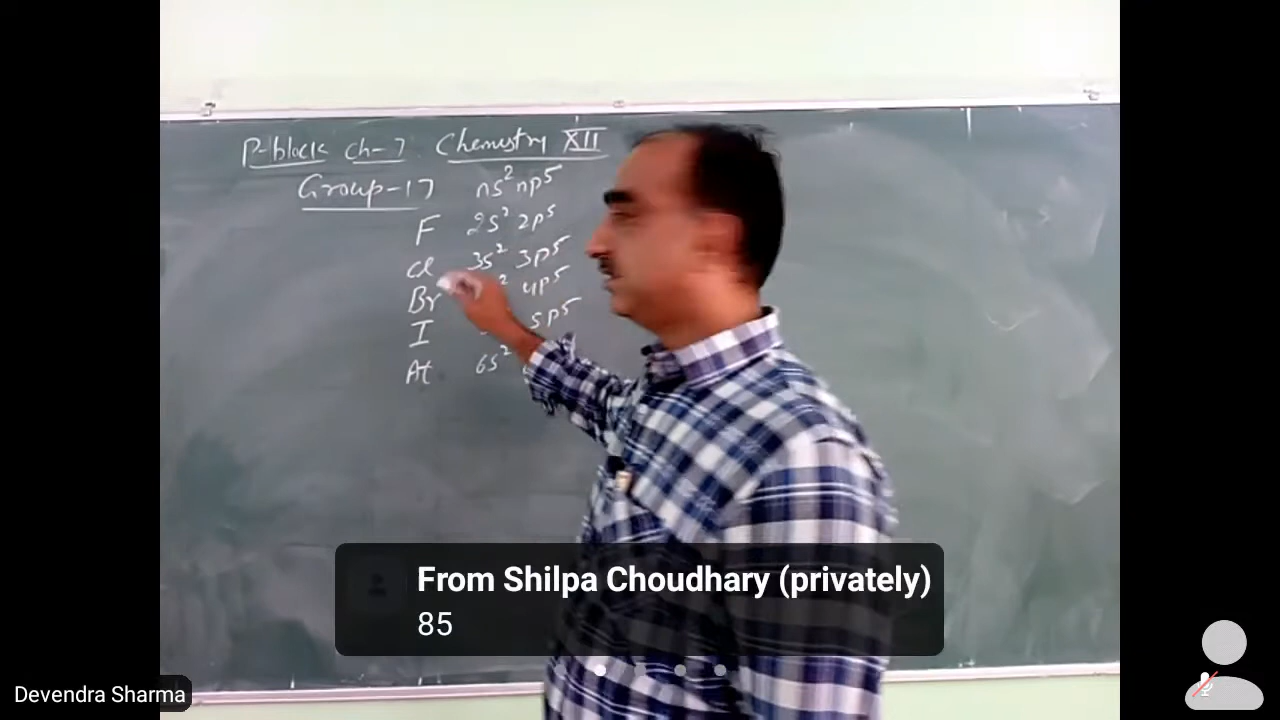 P-block ch-7 Chemistry XII
Group-17 ns² np⁵
F 2s² 2p⁵
Cl 3s² 3p⁵
Br ² 4p⁵
I 5p⁵
At 6s²
From Shilpa Choudhary (privately)
85
Devendra Sharma